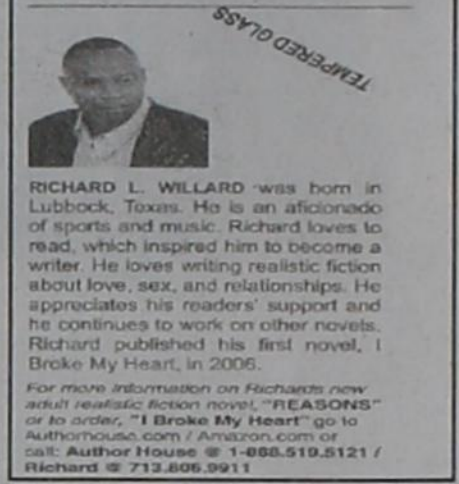 TEMPERED GLASS
RICHARD L. WILLARD was born in
Lubbock, Texas. He is an aficionado
of sports and music. Richard loves to
read, which inspired him to become a
writer. He loves writing realistic fiction
about love, sex, and relationships. He
appreciates his readers' support and
he continues to work on other novels.
Richard published his first novel, I
Broke My Heart, in 2006.
For more information on Richards new
adult realistic fiction novel, "REASONS"
or to order, "I Broke My Heart" go to
Authorhouse.com / Amazon.com or
call: Author House @ 1-888.519.5121 /
Richard @ 713.806.9911